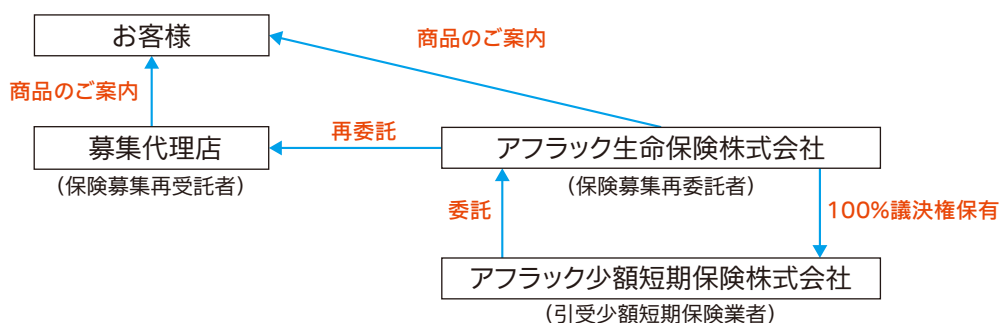 お客様
商品のご案内
商品のご案内
募集代理店
(保険募集再受託者)
再委託
アフラック生命保険株式会社
(保険募集再委託者)
委託
100%議決権保有
アフラック少額短期保険株式会社
(引受少額短期保険業者)